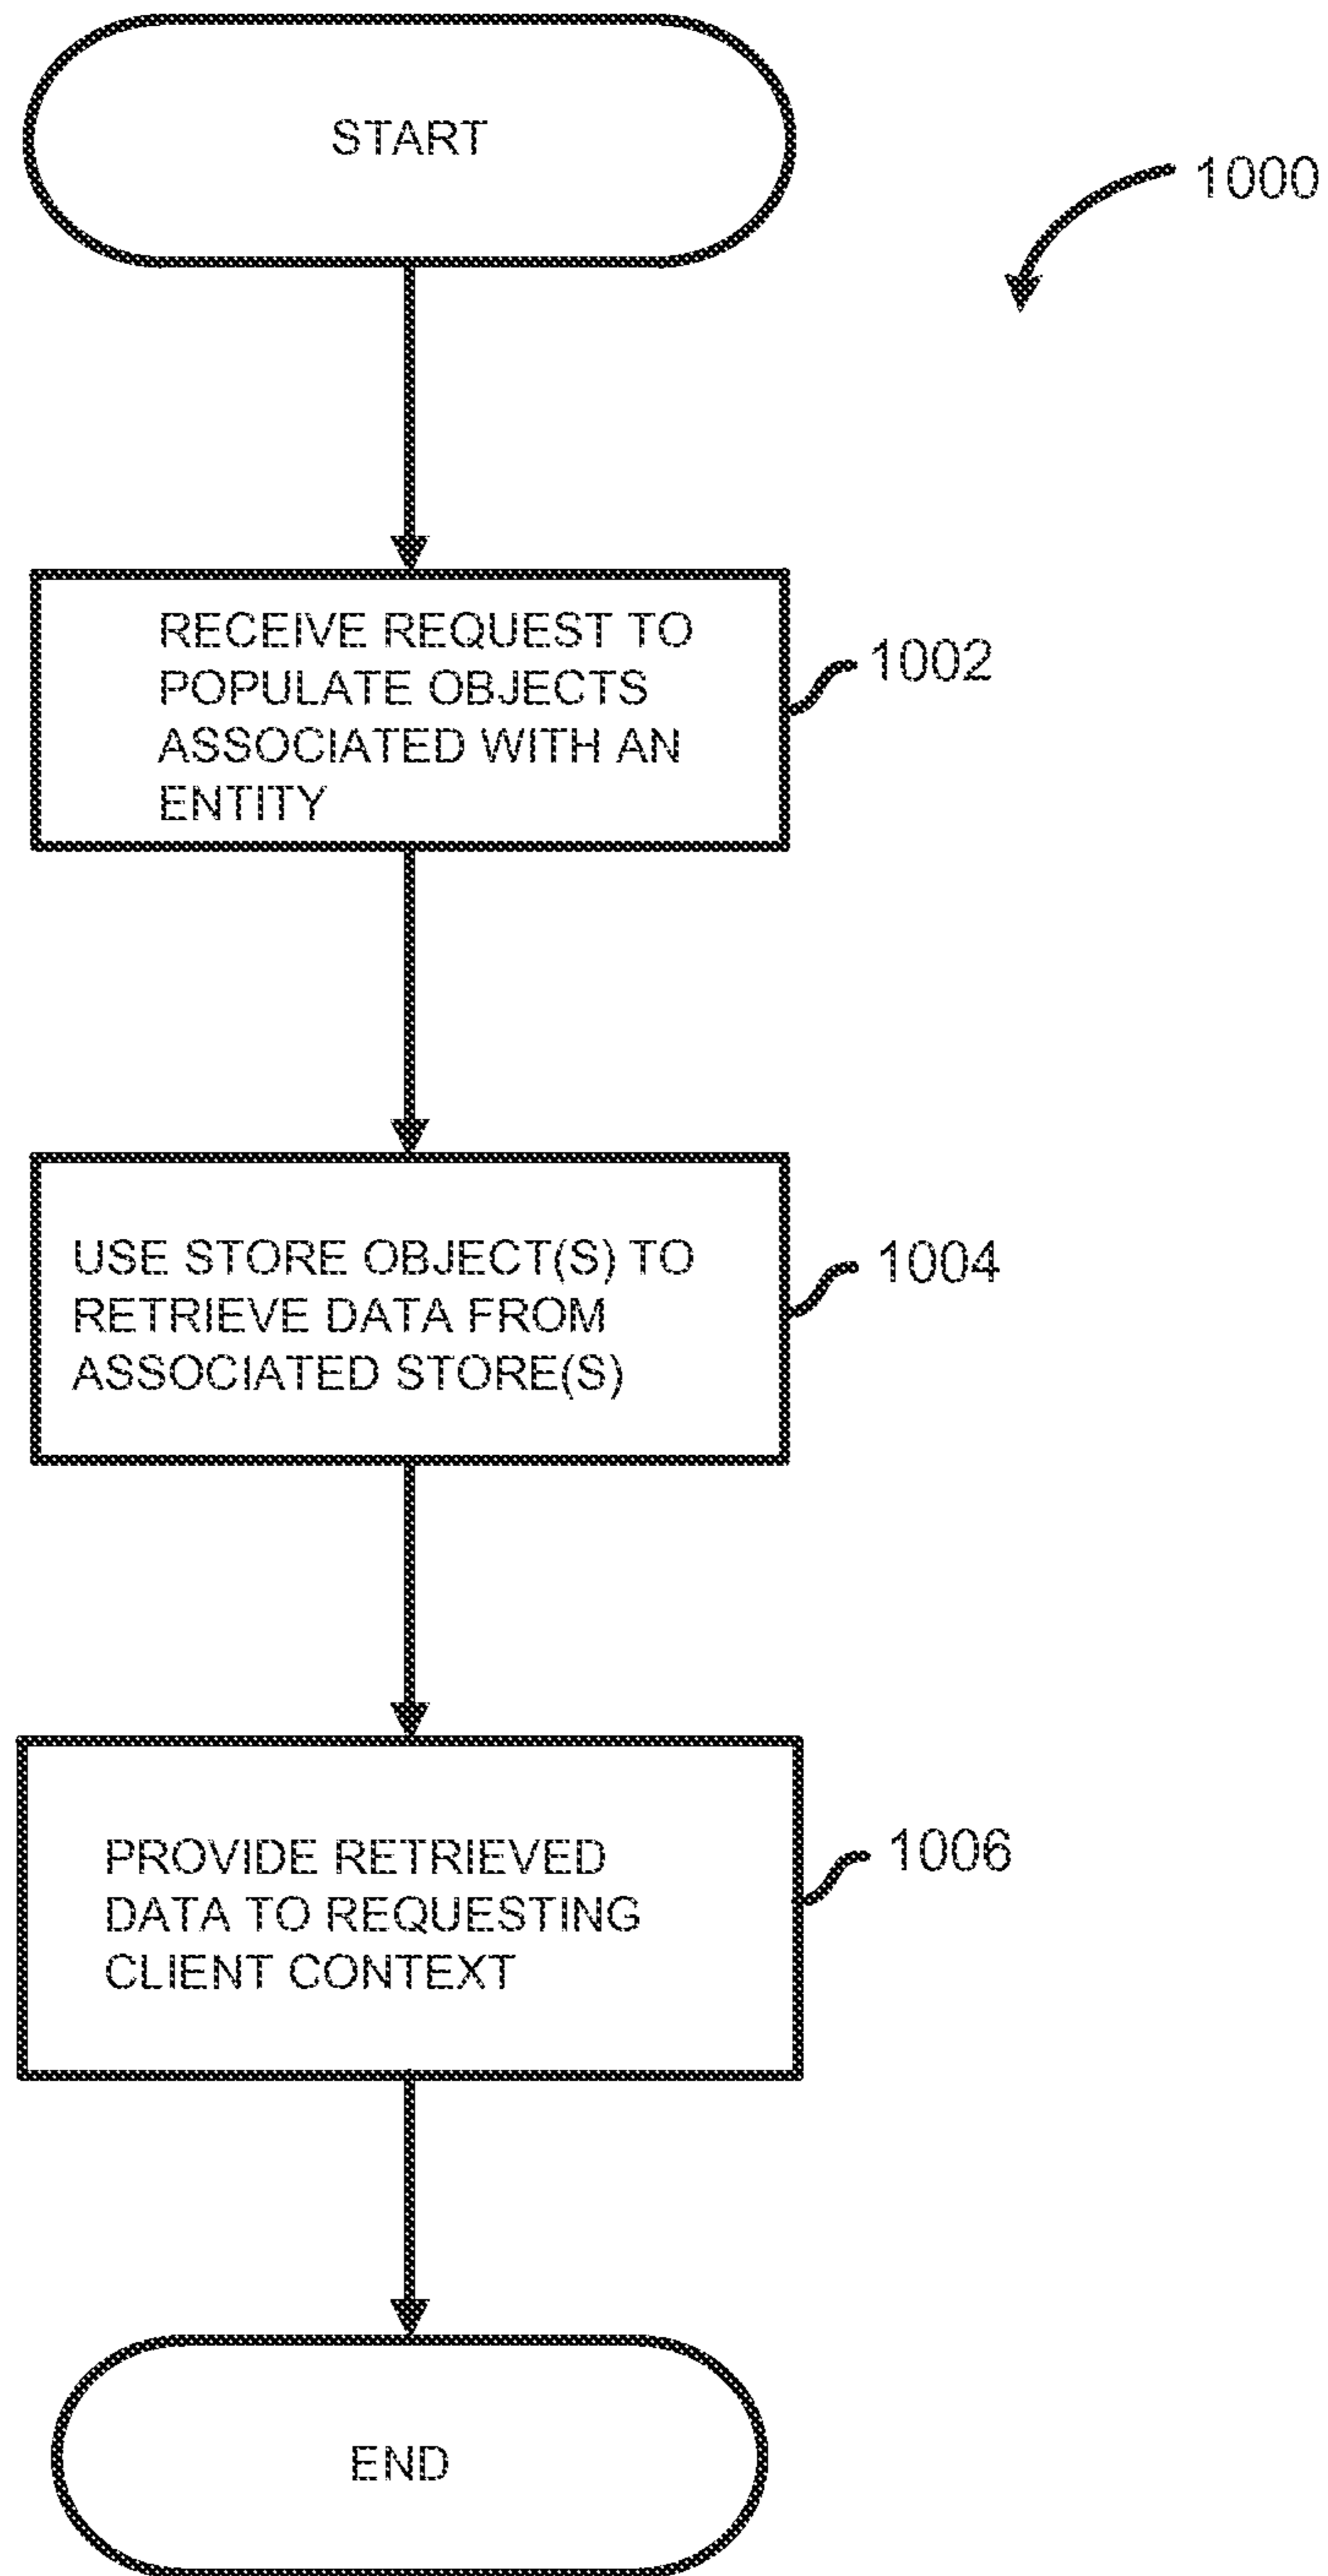 START
1000
RECEIVE REQUEST TO
POPULATE OBJECTS
ASSOCIATED WITH AN
ENTITY
1002
USE STORE OBJECT(S) TO
RETRIEVE DATA FROM
ASSOCIATED STORE(S)
1004
PROVIDE RETRIEVED
DATA TO REQUESTING
CLIENT CONTEXT
1006
END